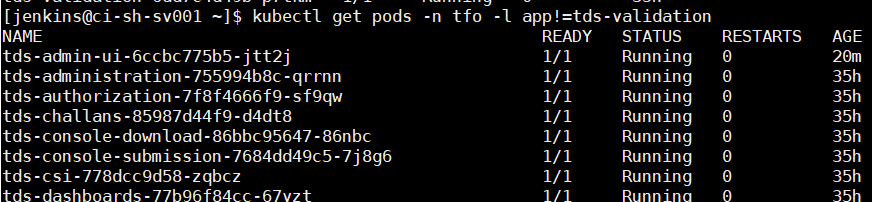 [jenkins@ci-sh-sv001 ~]$ kubectl get pods -n tfo -l app!=tds-validation
NAME READY STATUS RESTARTS AGE
tds-admin-ui-6ccbc775b5-jtt2j 1/1 Running 0 20m
tds-administration-755994b8c-qrrnn 1/1 Running 0 35h
tds-authorization-7f8f4666f9-sf9qw 1/1 Running 0 35h
tds-challans-85987d44f9-d4dt8 1/1 Running 0 35h
tds-console-download-86bbc95647-86nbc 1/1 Running 0 35h
tds-console-submission-7684dd49c5-7j8g6 1/1 Running 0 35h
tds-csi-778dcc9d58-zqbcz 1/1 Running 0 35h
tds-dashboards-77b96f84cc-67vzt 1/1 Running 0 35h